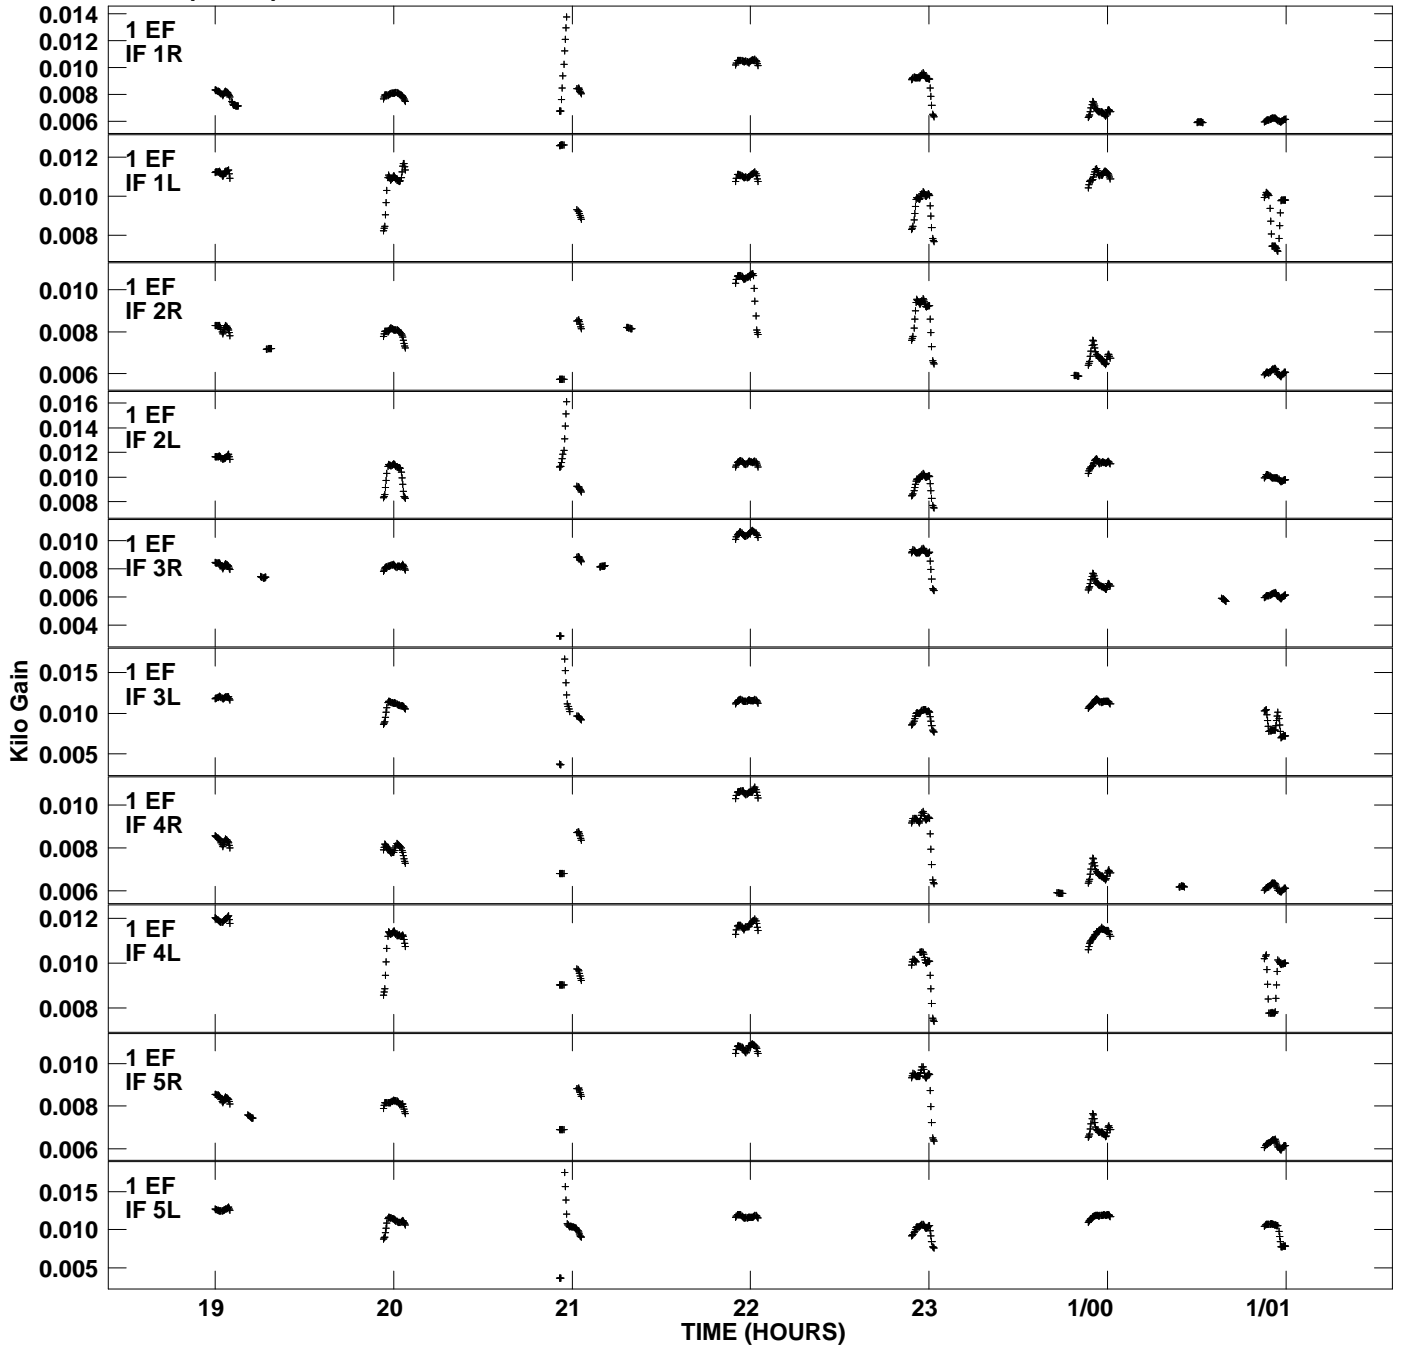 0.014
0.012
0.010
0.008
0.006
1 EF
IF 1R
0.012
0.010
0.008
1 EF
IF 1L
0.010
0.008
0.006
1 EF
IF 2R
0.016
0.014
0.012
0.010
0.008
1 EF
IF 2L
0.010
0.008
0.006
0.004
1 EF
IF 3R
0.015
0.010
0.005
1 EF
IF 3L
0.010
0.008
0.006
1 EF
IF 4R
0.012
0.010
0.008
1 EF
IF 4L
0.010
0.008
0.006
1 EF
IF 5R
0.015
0.010
0.005
1 EF
IF 5L
Kilo Gain
19 20 21 22 23 1/00 1/01
TIME (HOURS)